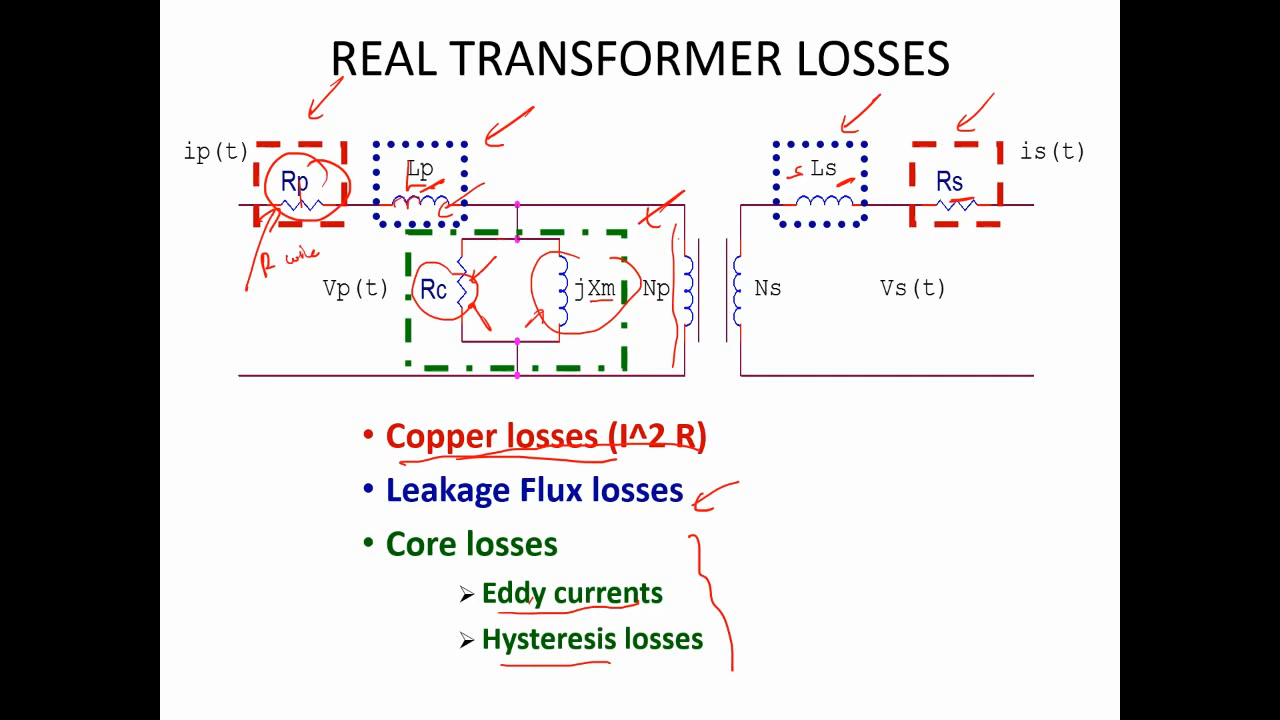 REAL TRANSFORMER LOSSES
ip(t) Rp Lp Ls Rs is(t)
R wire
Vp(t) Rc jXm Np Ns Vs(t)
• Copper losses (I^2 R)
• Leakage Flux losses
• Core losses
➢ Eddy currents
➢ Hysteresis losses